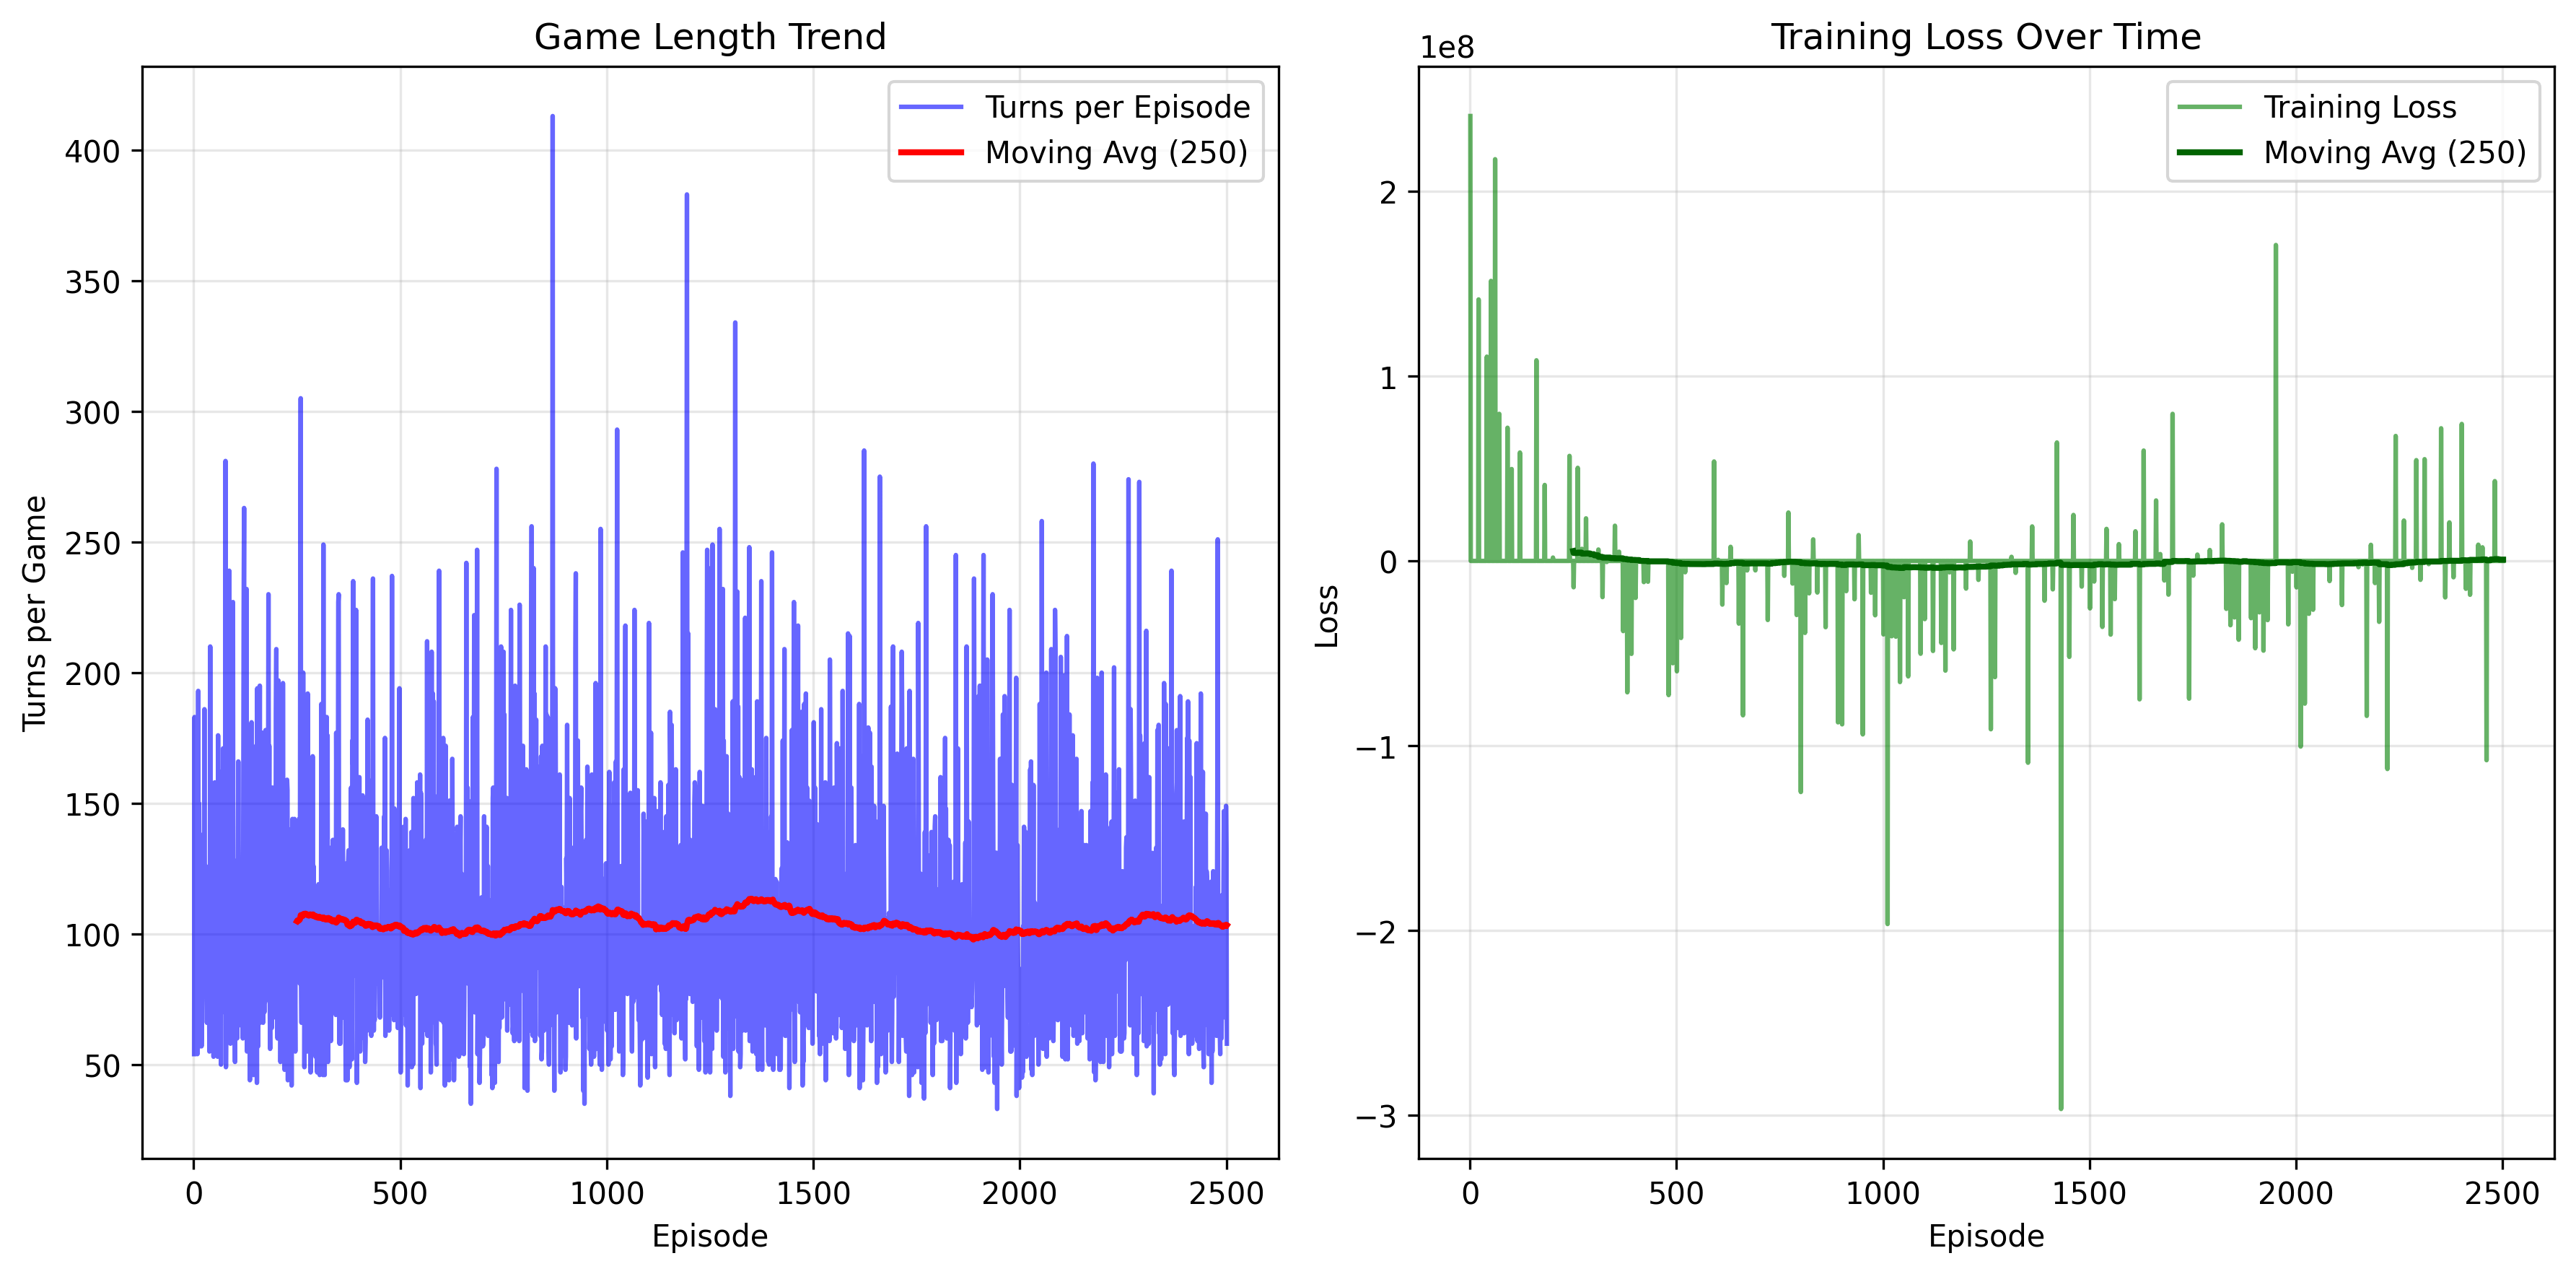 Game Length Trend
Turns per Episode
Moving Avg (250)
400
350
300
250
200
150
100
50
Turns per Game
0
500
1000
1500
2000
2500
Episode
Training Loss Over Time
1e8
Training Loss
Moving Avg (250)
2
1
0
−1
−2
−3
Loss
0
500
1000
1500
2000
2500
Episode